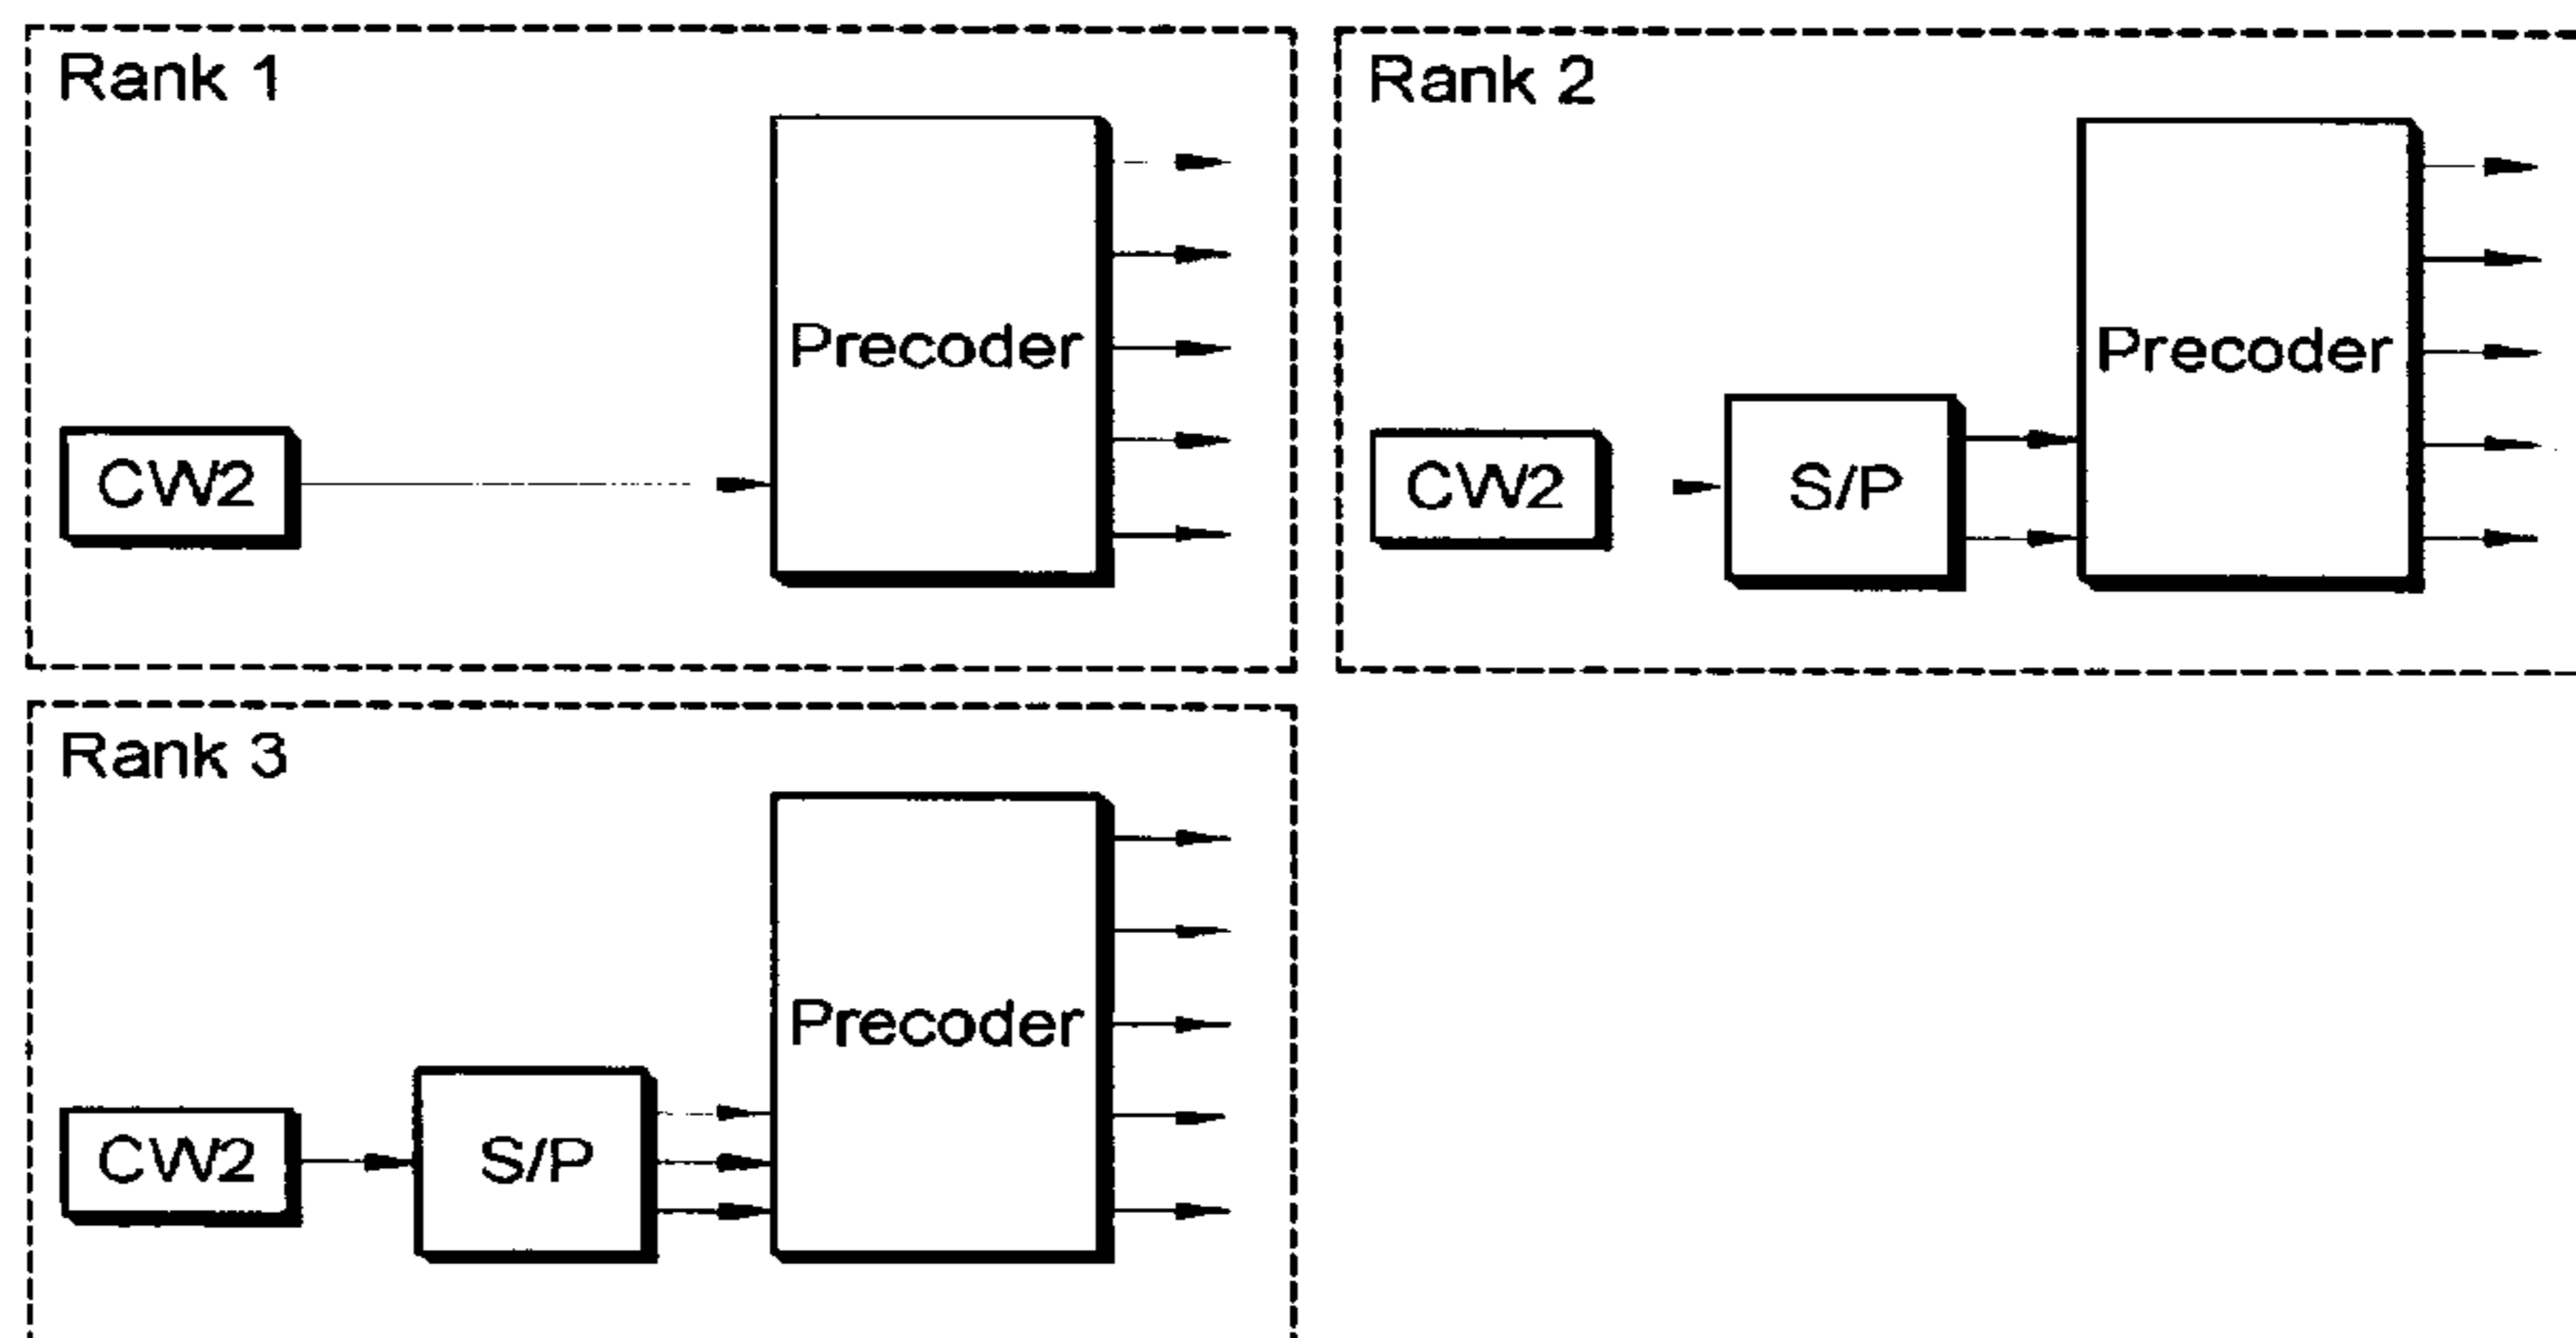 Rank 1
Precoder
CW2
Rank 2
Precoder
CW2
S/P
Rank 3
Precoder
CW2
S/P